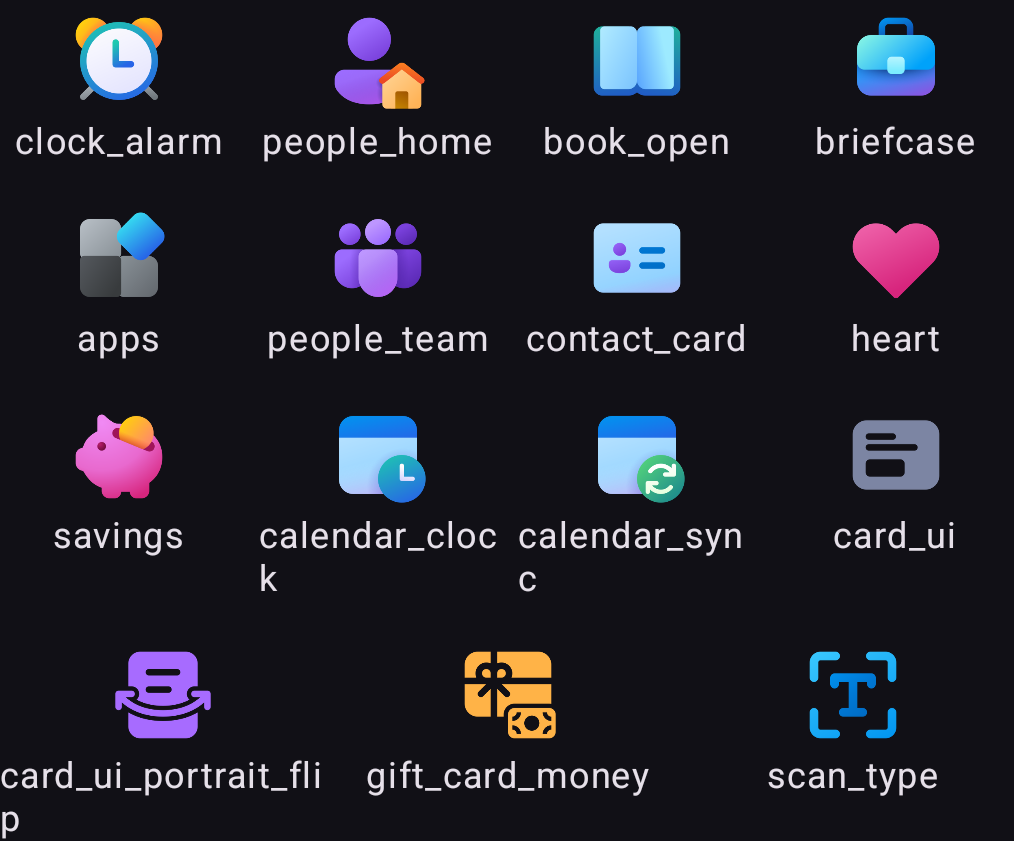 clock_alarm people_home book_open briefcase
apps people_team contact_card heart
savings calendar_cloc calendar_syn card_ui
k c
card_ui_portrait_fli gift_card_money scan_type
p